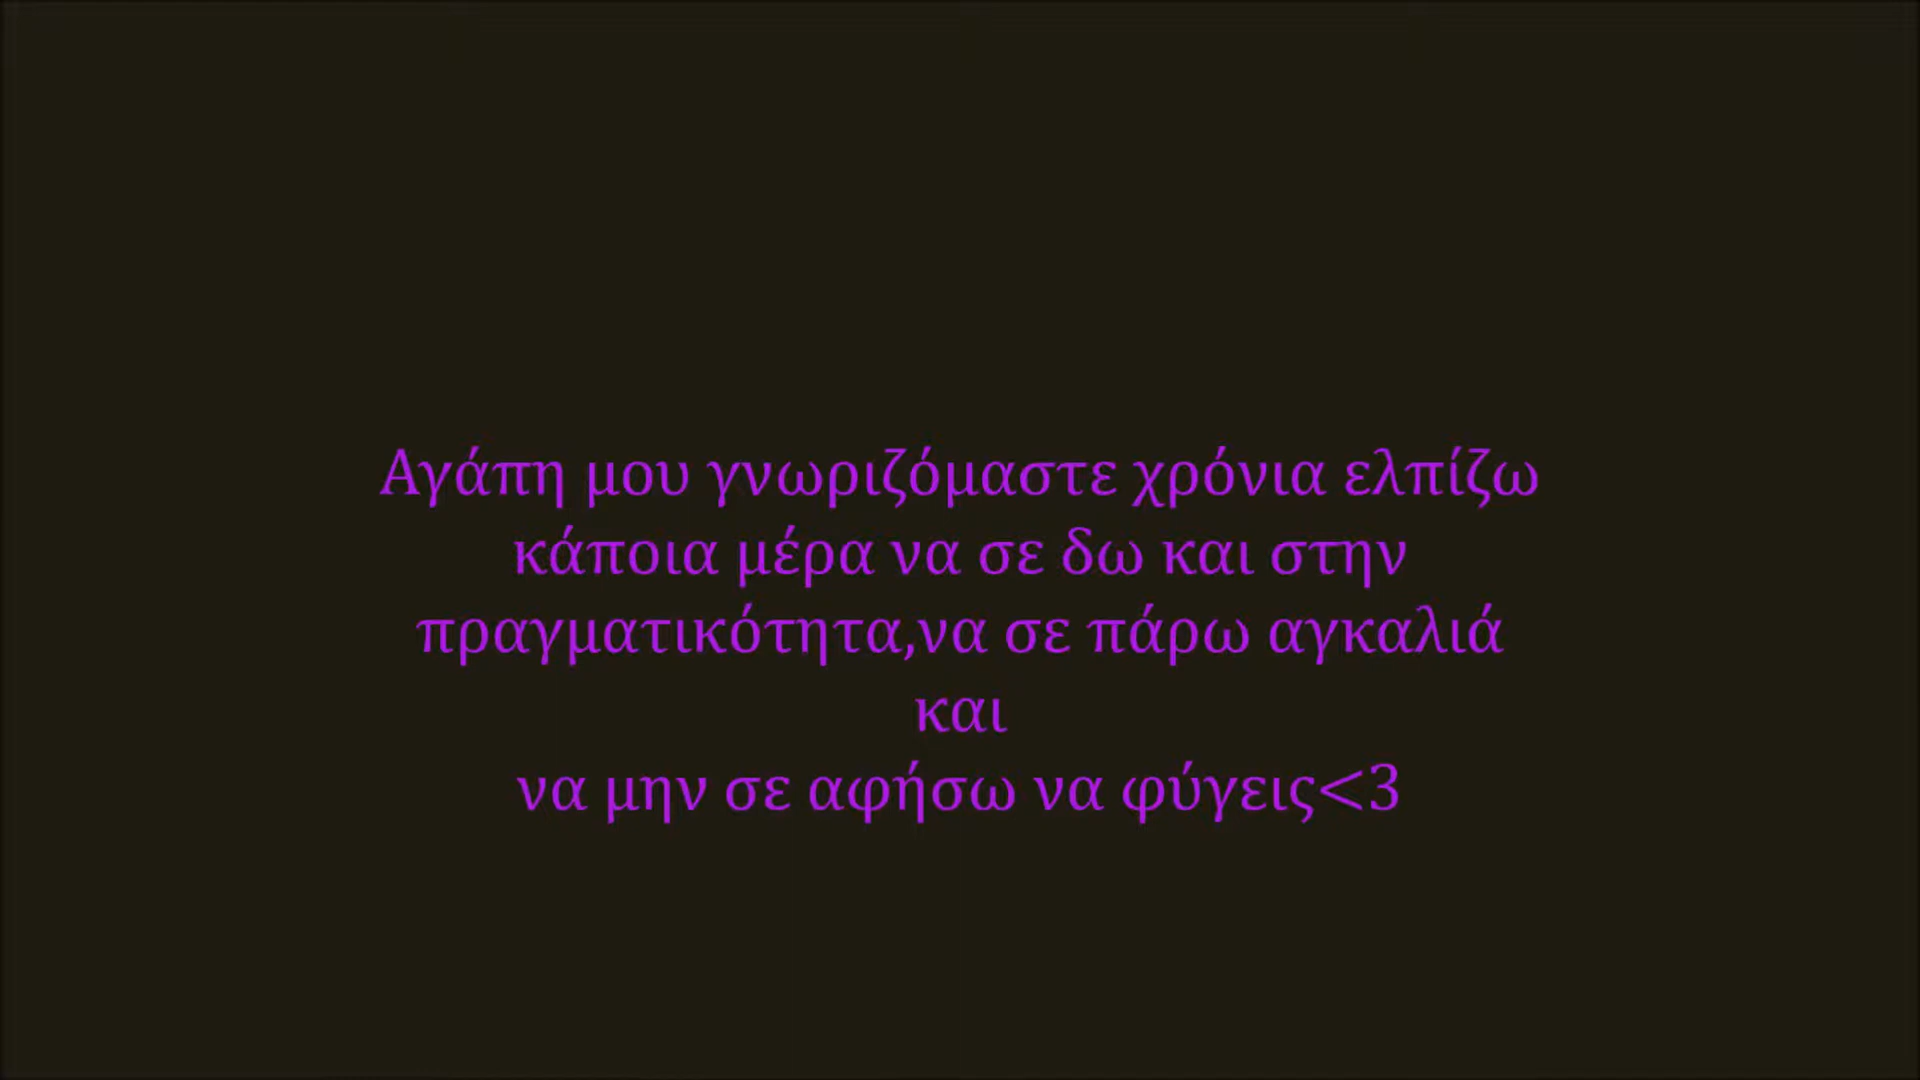 Αγάπη μου γνωριζόμαστε χρόνια ελπίζω
κάποια μέρα να σε δω και στην
πραγματικότητα,να σε πάρω αγκαλιά
και
να μην σε αφήσω να φύγεις<3